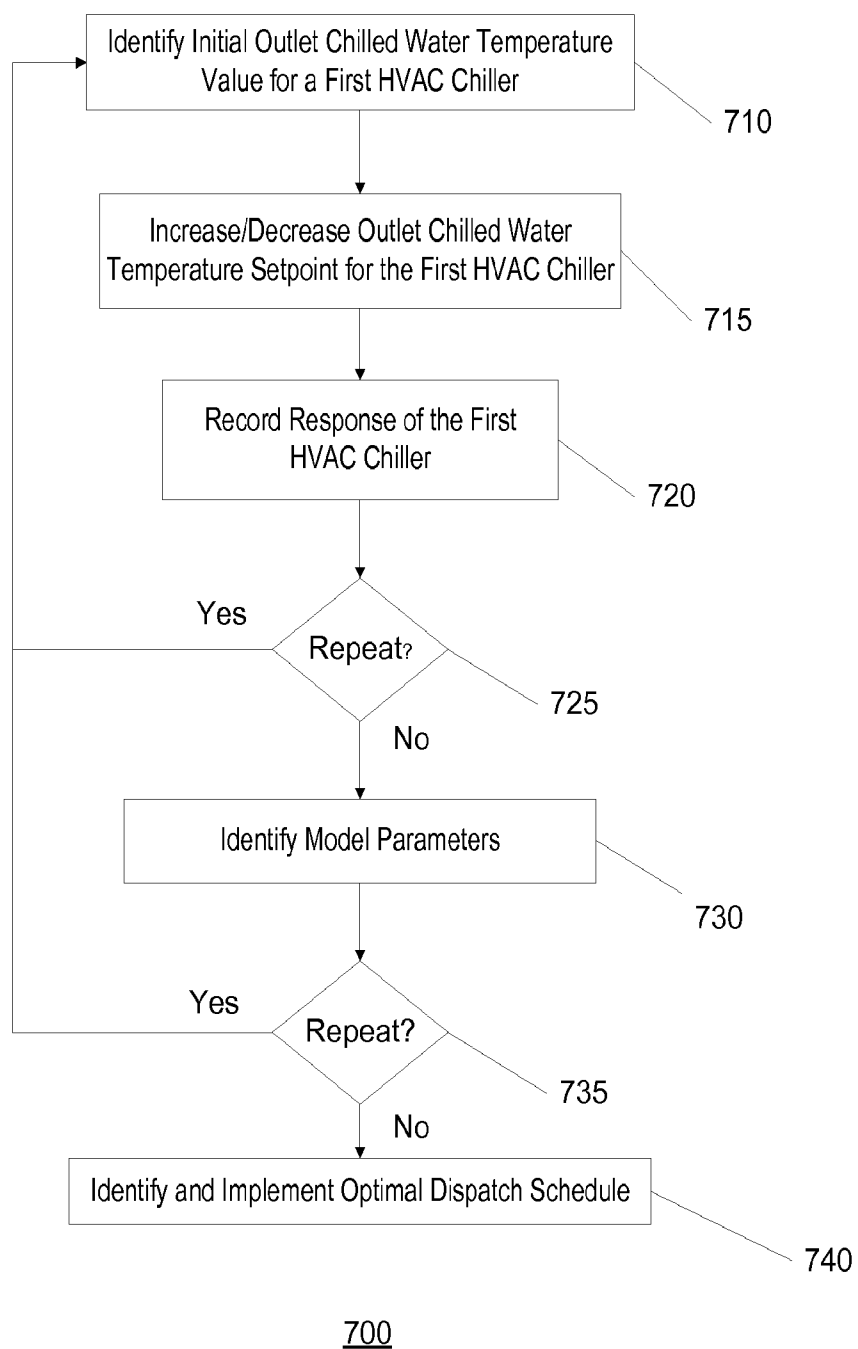 Identify Initial Outlet Chilled Water Temperature
Value for a First HVAC Chiller
710
Increase/Decrease Outlet Chilled Water
Temperature Setpoint for the First HVAC Chiller
715
Record Response of the First
HVAC Chiller
720
Yes
Repeat?
725
No
Identify Model Parameters
730
Yes
Repeat?
735
No
Identify and Implement Optimal Dispatch Schedule
740
700